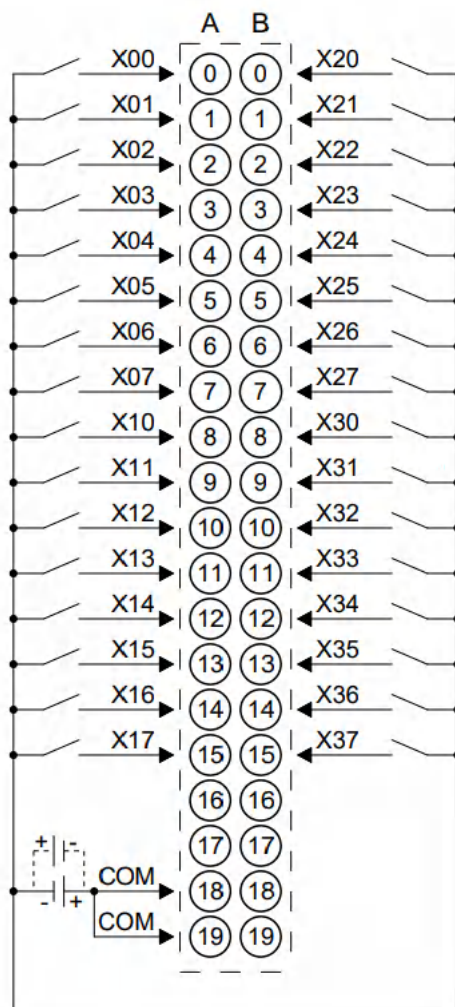 A B
X00 0 0 X20
X01 1 1 X21
X02 2 2 X22
X03 3 3 X23
X04 4 4 X24
X05 5 5 X25
X06 6 6 X26
X07 7 7 X27
X10 8 8 X30
X11 9 9 X31
X12 10 10 X32
X13 11 11 X33
X14 12 12 X34
X15 13 13 X35
X16 14 14 X36
X17 15 15 X37
16 16
17 17
+ -
COM 18 18
- +
COM 19 19